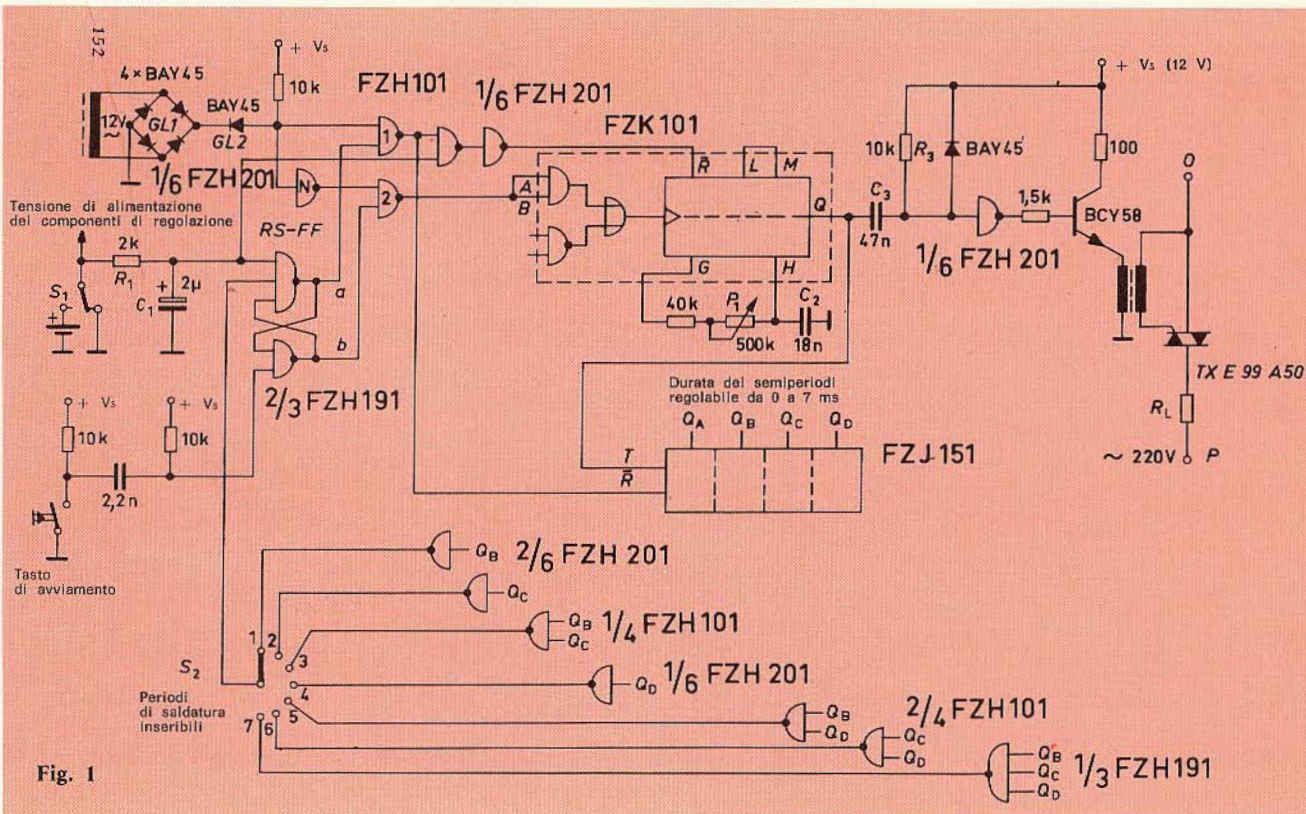 152
4 × BAY 45
12V
~
GL1
BAY45
GL2
+ Vs
10k
FZH101
1
1/6 FZH 201
FZK101
1/6 FZH 201
N
2
R̄
L
M
A
B
Q
G
H
40k
P1
500k
C2
18n
+ Vs (12 V)
10k
R3
BAY45
100
C3
47n
1,5k
BCY58
1/6 FZH 201
O
TX E 99 A50
RL
~ 220V
P
Tensione di alimentazione
dei componenti di regolazione
2k
R1
S1
+
C1
2µ
RS-FF
a
b
2/3 FZH191
+ Vs
+ Vs
10k
10k
2,2n
Tasto
di avviamento
Durata dei semiperiodi
regolabile da 0 a 7 ms
QA
QB
QC
QD
T
R̄
FZJ-151
QB
2/6 FZH 201
QC
QB
QC
1/4 FZH101
QD
1/6 FZH 201
QB
QD
2/4 FZH101
QC
QD
QB
QC
QD
1/3 FZH191
S2
1
2
3
4
5
6
7
Periodi
di saldatura
inseribili
Fig. 1